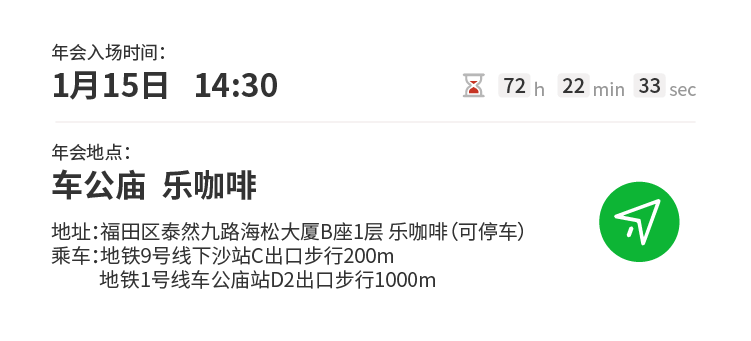 年会入场时间：
1月15日 14:30
72 h 22 min 33 sec
年会地点：
车公庙 乐咖啡
地址：福田区泰然九路海松大厦B座1层 乐咖啡（可停车）
乘车：地铁9号线下沙站C出口步行200m
地铁1号线车公庙站D2出口步行1000m